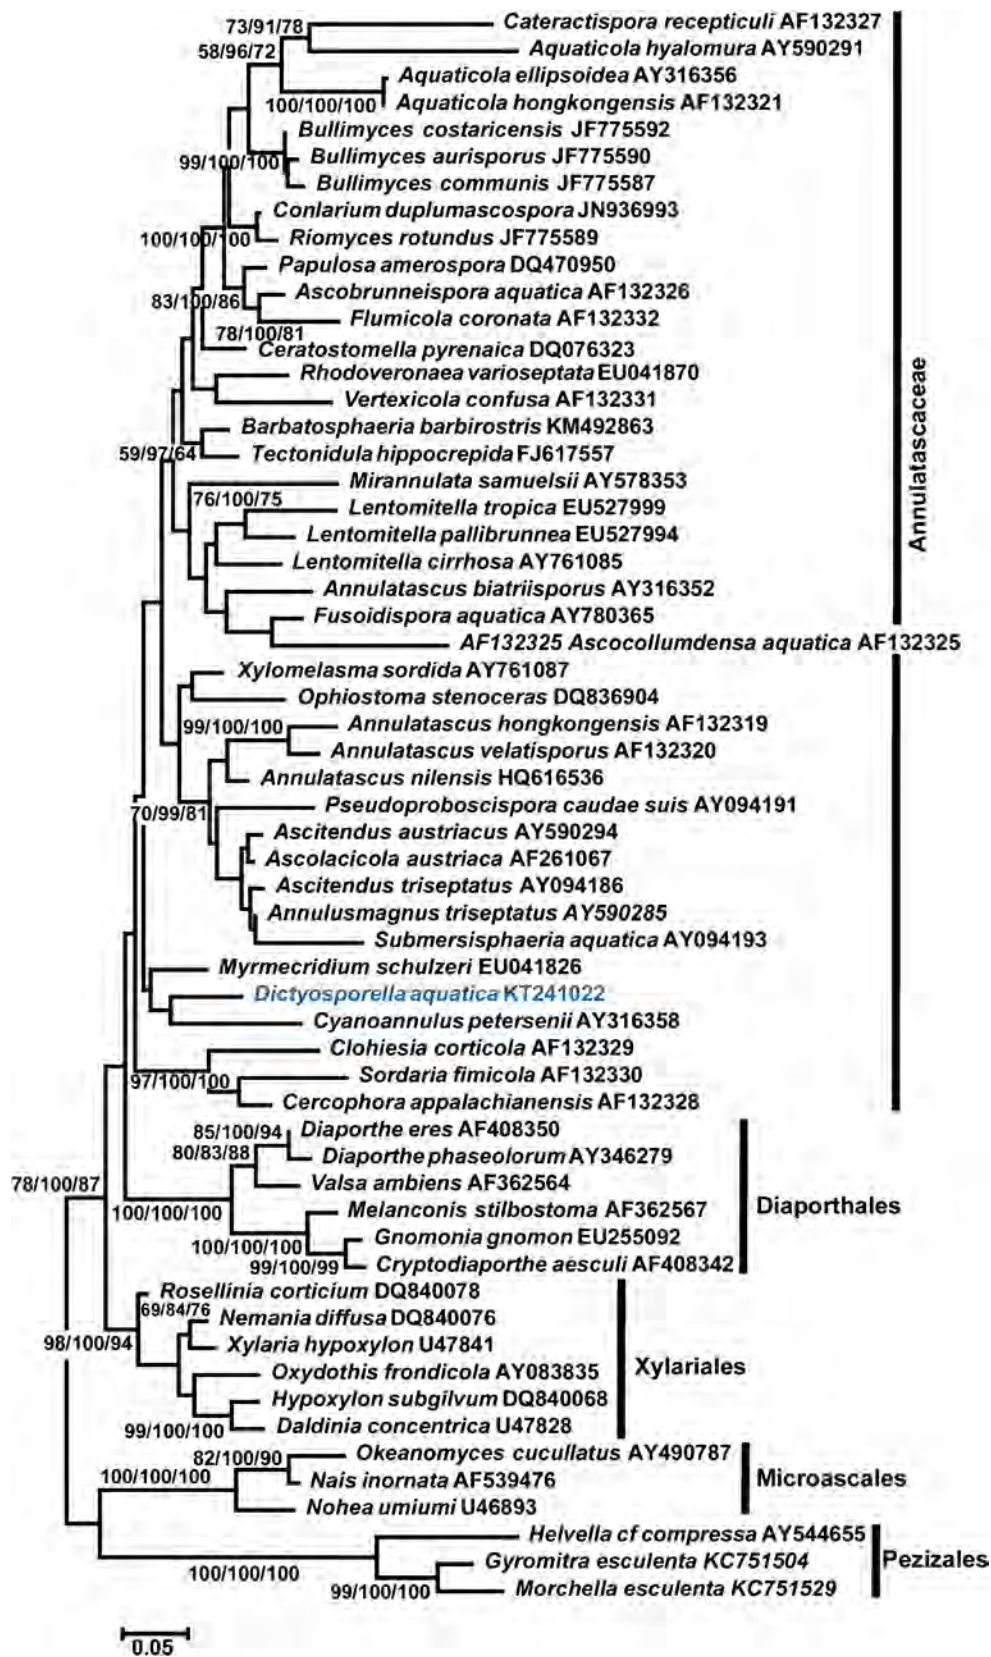 73/91/78
Cateractispora recepticuli AF132327
58/96/72
Aquaticola hyalomura AY590291
Aquaticola ellipsoidea AY316356
100/100/100
Aquaticola hongkongensis AF132321
Bullimyces costaricensis JF775592
99/100/100
Bullimyces aurisporus JF775590
Bullimyces communis JF775587
Conlarium duplumascospora JN936993
100/100/100
Riomyces rotundus JF775589
Papulosa amerospora DQ470950
83/100/86
Ascobrunneispora aquatica AF132326
Flumicola coronata AF132332
78/100/81
Ceratostomella pyrenaica DQ076323
Rhodoveronaea varioseptata EU041870
Vertexicola confusa AF132331
Barbatosphaeria barbirostris KM492863
59/97/64
Tectonidula hippocrepida FJ617557
Mirannulata samuelsii AY578353
76/100/75
Lentomitella tropica EU527999
Lentomitella pallibrunnea EU527994
Lentomitella cirrhosa AY761085
Annulatascus biatriisporus AY316352
Fusoidispora aquatica AY780365
AF132325 Ascocollumdensa aquatica AF132325
Annulatascaceae
Xylomelasma sordida AY761087
Ophiostoma stenoceras DQ836904
99/100/100
Annulatascus hongkongensis AF132319
Annulatascus velatisporus AF132320
Annulatascus nilensis HQ616536
70/99/81
Pseudoproboscispora caudae suis AY094191
Ascitendus austriacus AY590294
Ascolacicola austriaca AF261067
Ascitendus triseptatus AY094186
Annulusmagnus triseptatus AY590285
Submersisphaeria aquatica AY094193
Myrmecridium schulzeri EU041826
Dictyosporella aquatica KT241022
Cyanoannulus petersenii AY316358
Clohiesia corticola AF132329
97/100/100
Sordaria fimicola AF132330
Cercophora appalachianensis AF132328
85/100/94
Diaporthe eres AF408350
80/83/88
Diaporthe phaseolorum AY346279
78/100/87
Valsa ambiens AF362564
100/100/100
Melanconis stilbostoma AF362567
Diaporthales
100/100/100
Gnomonia gnomon EU255092
99/100/99
Cryptodiaporthe aesculi AF408342
Rosellinia corticium DQ840078
69/84/76
Nemania diffusa DQ840076
98/100/94
Xylaria hypoxylon U47841
Xylariales
Oxydothis frondicola AY083835
Hypoxylon subgilvum DQ840068
99/100/100
Daldinia concentrica U47828
82/100/90
Okeanomyces cucullatus AY490787
100/100/100
Nais inornata AF539476
Microascales
Nohea umiumi U46893
Helvella cf compressa AY544655
100/100/100
Gyromitra esculenta KC751504
Pezizales
99/100/100
Morchella esculenta KC751529
0.05